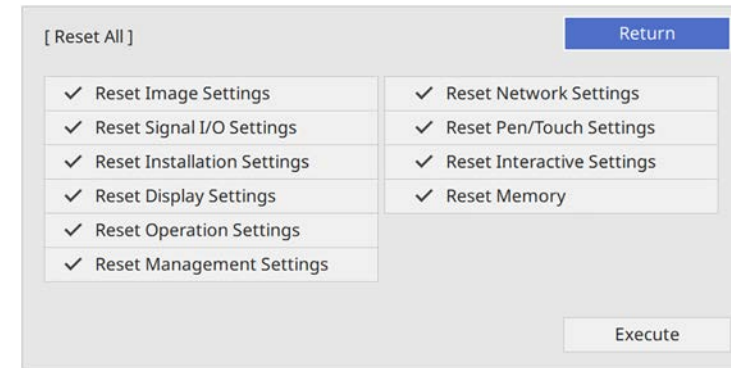 [ Reset All ]
Return
✓ Reset Image Settings
✓ Reset Signal I/O Settings
✓ Reset Installation Settings
✓ Reset Display Settings
✓ Reset Operation Settings
✓ Reset Management Settings
✓ Reset Network Settings
✓ Reset Pen/Touch Settings
✓ Reset Interactive Settings
✓ Reset Memory
Execute